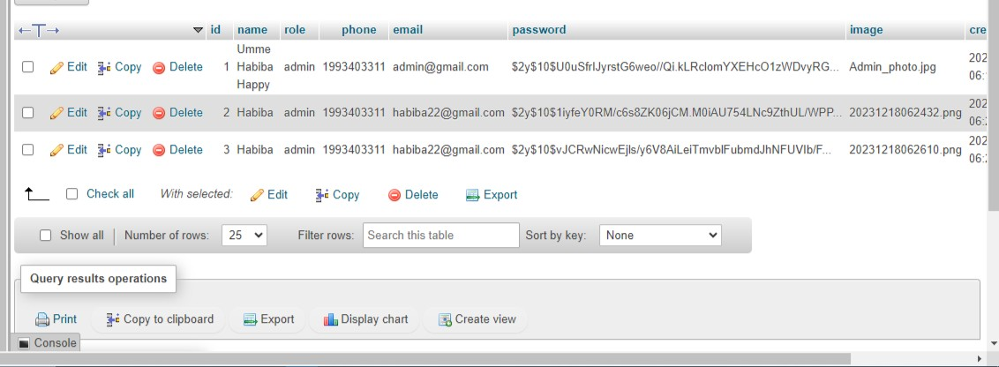 ←T→ id name role phone email password image cre
Edit Copy Delete 1 Umme Habiba Happy admin 1993403311 admin@gmail.com $2y$10$U0uSfrlJyrstG6weo//Qi.kLRclomYXEHcO1zWDvyRG... Admin_photo.jpg 202
06:
Edit Copy Delete 2 Habiba admin 1993403311 habiba22@gmail.com $2y$10$1iyfeY0RM/c6s8ZK06jCM.M0iAU754LNc9ZthUL/WPP... 20231218062432.png 202
06:2
Edit Copy Delete 3 Habiba admin 1993403311 habiba22@gmail.com $2y$10$vJCRwNicwEjls/y6V8AiLeiTmvblFubmdJhNFUVlb/F... 20231218062610.png 202
06:2
Check all With selected: Edit Copy Delete Export
Show all Number of rows: 25 Filter rows: Search this table Sort by key: None
Query results operations
Print Copy to clipboard Export Display chart Create view
Console